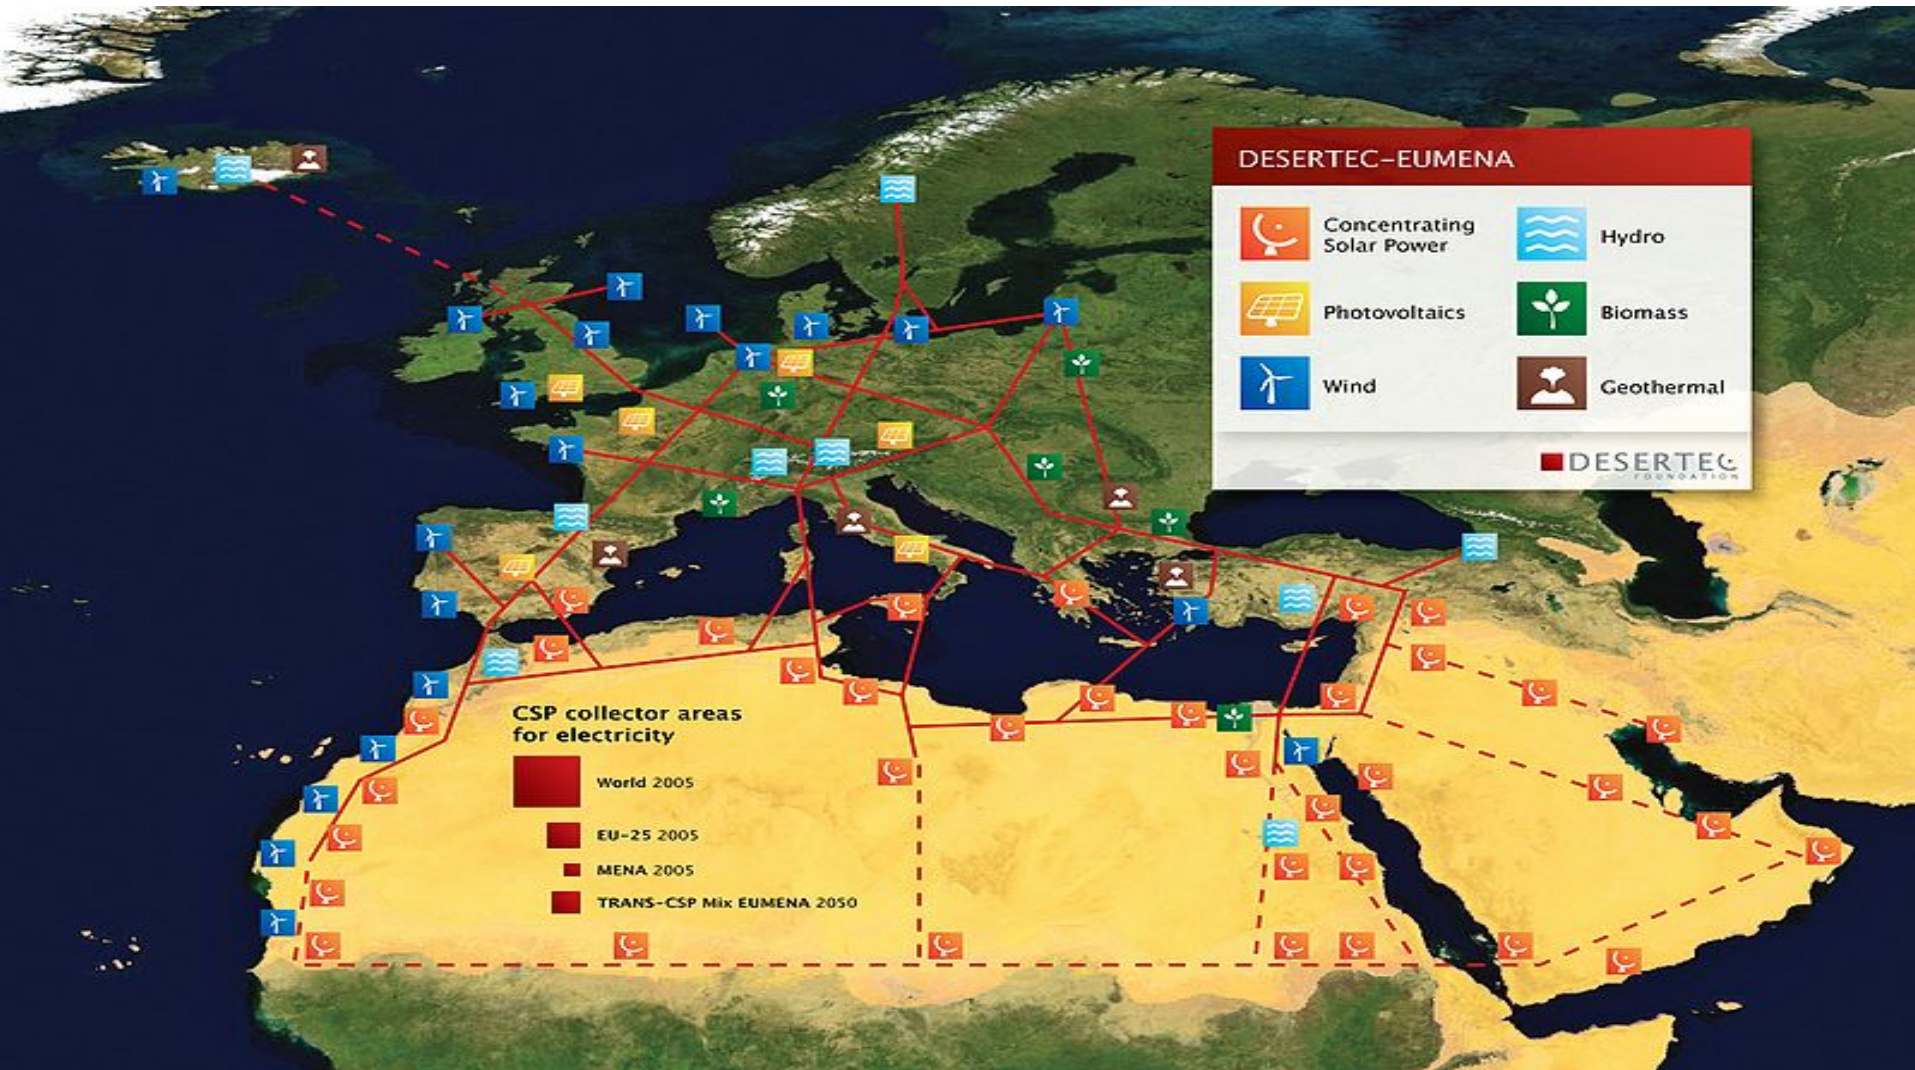 DESERTEC-EUMENA
Concentrating
Solar Power
Hydro
Photovoltaics
Biomass
Wind
Geothermal
DESERTEC
FOUNDATION
CSP collector areas
for electricity
World 2005
EU-25 2005
MENA 2005
TRANS-CSP Mix EUMENA 2050